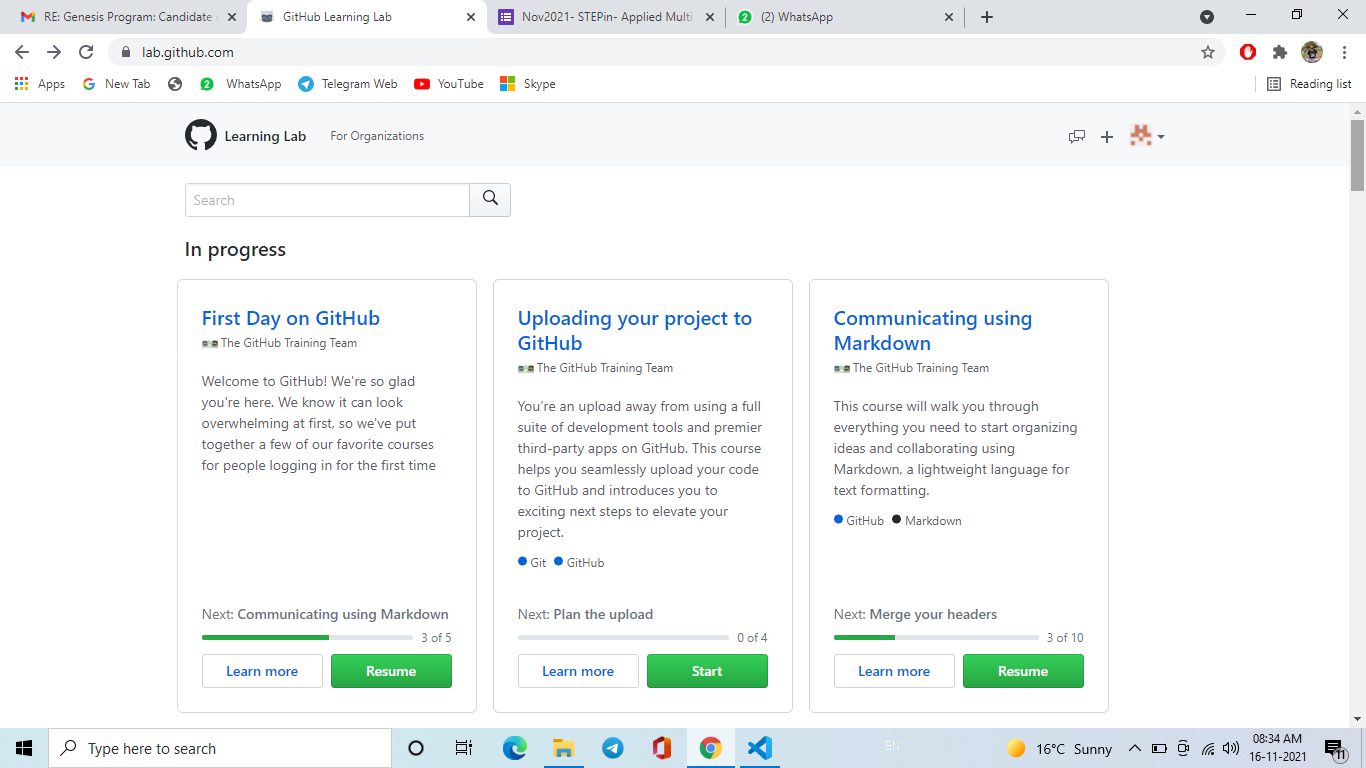 RE: Genesis Program: Candidate
GitHub Learning Lab
Nov2021- STEPin- Applied Multi
(2) WhatsApp
lab.github.com
Apps
New Tab
2
WhatsApp
Telegram Web
YouTube
Skype
Reading list
Learning Lab
For Organizations
Search
In progress
First Day on GitHub
The GitHub Training Team
Welcome to GitHub! We're so glad
you're here. We know it can look
overwhelming at first, so we've put
together a few of our favorite courses
for people logging in for the first time
Next: Communicating using Markdown
3 of 5
Learn more
Resume
Uploading your project to
GitHub
The GitHub Training Team
You’re an upload away from using a full
suite of development tools and premier
third-party apps on GitHub. This course
helps you seamlessly upload your code
to GitHub and introduces you to
exciting next steps to elevate your
project.
Git
GitHub
Next: Plan the upload
0 of 4
Learn more
Start
Communicating using
Markdown
The GitHub Training Team
This course will walk you through
everything you need to start organizing
ideas and collaborating using
Markdown, a lightweight language for
text formatting.
GitHub
Markdown
Next: Merge your headers
3 of 10
Learn more
Resume
Type here to search
EN
16°C Sunny
08:34 AM
16-11-2021
11